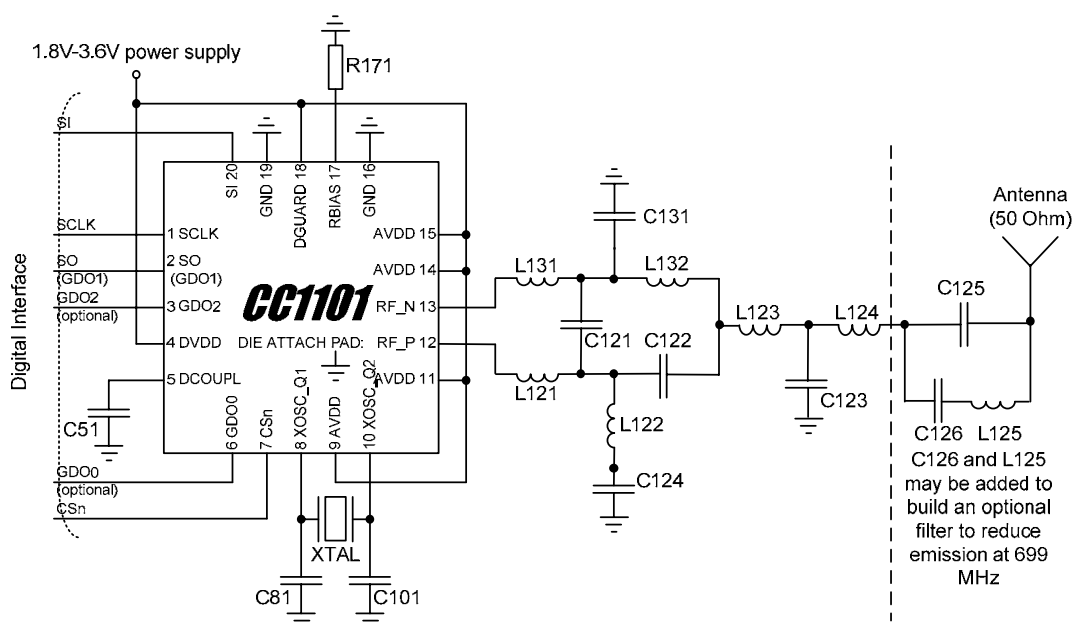 1.8V-3.6V power supply
R171
Antenna
(50 Ohm)
Digital Interface
SI
SCLK
SO
(GDO1)
GDO2
(optional)
GDO0
(optional)
CSn
SI 20
GND 19
DGUARD 18
RBIAS 17
GND 16
1 SCLK
2 SO
(GDO1)
3 GDO2
4 DVDD
5 DCOUPL
AVDD 15
AVDD 14
RF_N 13
RF_P 12
AVDD 11
CC1101
DIE ATTACH PAD:
6 GDO0
7 CSn
8 XOSC_Q1
9 AVDD
10 XOSC_Q2
C51
XTAL
C81
C101
C131
L131
L132
C121
C122
L121
L122
C124
L123
L124
C123
C125
C126
L125
C126 and L125
may be added to
build an optional
filter to reduce
emission at 699
MHz